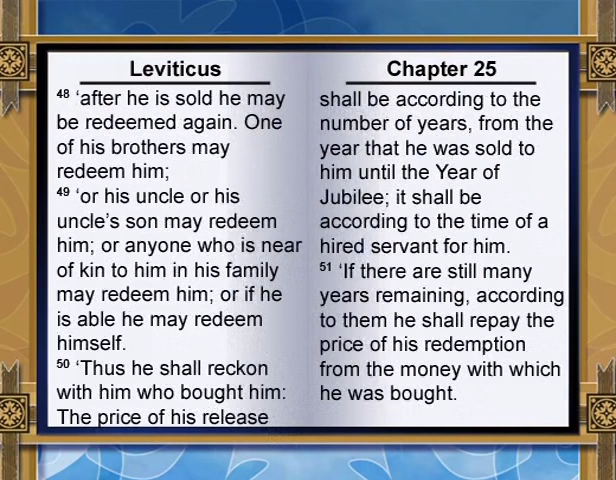 Leviticus
48 ‘after he is sold he may
be redeemed again. One
of his brothers may
redeem him;
49 ‘or his uncle or his
uncle’s son may redeem
him; or anyone who is near
of kin to him in his family
may redeem him; or if he
is able he may redeem
himself.
50 ‘Thus he shall reckon
with him who bought him:
The price of his release
Chapter 25
shall be according to the
number of years, from the
year that he was sold to
him until the Year of
Jubilee; it shall be
according to the time of a
hired servant for him.
51 ‘If there are still many
years remaining, according
to them he shall repay the
price of his redemption
from the money with which
he was bought.